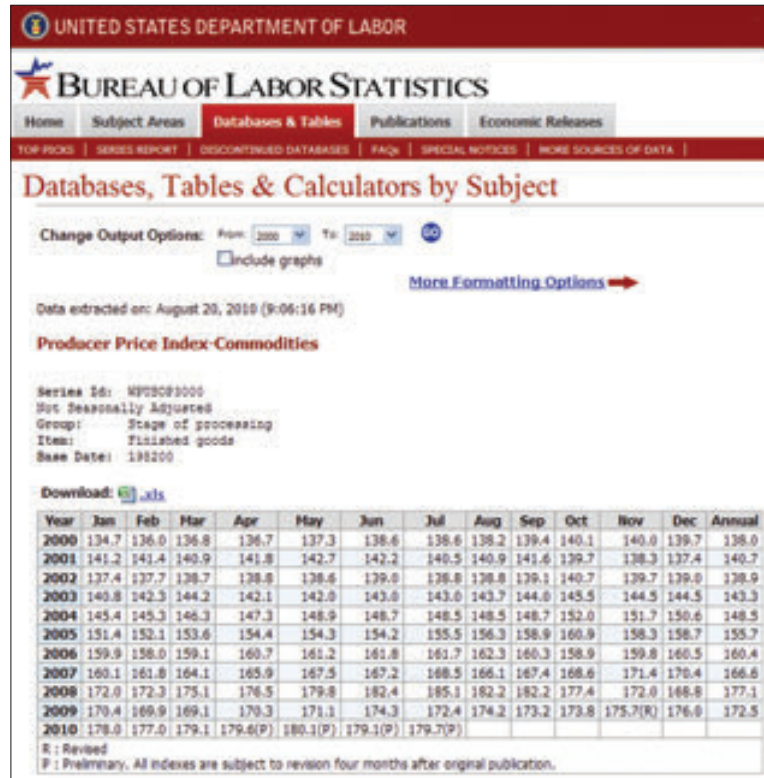 UNITED STATES DEPARTMENT OF LABOR
BUREAU OF LABOR STATISTICS
Home Subject Areas Databases & Tables Publications Economic Releases
TOP PICKS | SERIES REPORT | DISCONTINUED DATABASES | FAQs | SPECIAL NOTICES | MORE SOURCES OF DATA |
Databases, Tables & Calculators by Subject
Change Output Options: From: 2000 To: 2010 GO
include graphs
More Formatting Options
Data extracted on: August 20, 2010 (9:06:16 PM)
Producer Price Index-Commodities
Series Id: WPUSOP3000
Not Seasonally Adjusted
Group: Stage of processing
Item: Finished goods
Base Date: 198200
Download: .xls
Year Jan Feb Mar Apr May Jun Jul Aug Sep Oct Nov Dec Annual
2000 134.7 136.0 136.8 136.7 137.3 138.6 138.6 138.2 139.4 140.1 140.0 139.7 138.0
2001 141.2 141.4 140.9 141.8 142.7 142.2 140.5 140.9 141.6 139.7 138.3 137.4 140.7
2002 137.4 137.7 138.7 138.8 138.6 139.0 138.8 138.8 139.1 140.7 139.7 139.0 138.9
2003 140.8 142.3 144.2 142.1 142.0 143.0 143.0 143.7 144.0 145.5 144.5 144.5 143.3
2004 145.4 145.3 146.3 147.3 148.9 148.7 148.5 148.5 148.7 152.0 151.7 150.6 148.5
2005 151.4 152.1 153.6 154.4 154.3 154.2 155.5 156.3 158.9 160.9 158.3 158.7 155.7
2006 159.9 158.0 159.1 160.7 161.2 161.8 161.7 162.3 160.3 158.9 159.8 160.5 160.4
2007 160.1 161.8 164.1 165.9 167.5 167.2 168.5 166.1 167.4 168.6 171.4 170.4 166.6
2008 172.0 172.3 175.1 176.5 179.8 182.4 185.1 182.2 182.2 177.4 172.0 168.8 177.1
2009 170.4 169.9 169.1 170.3 171.1 174.3 172.4 174.2 173.2 173.8 175.7(R) 176.0 172.5
2010 178.0 177.0 179.1 179.6(P) 180.1(P) 179.1(P) 179.7(P)
R : Revised
P : Preliminary. All indexes are subject to revision four months after original publication.